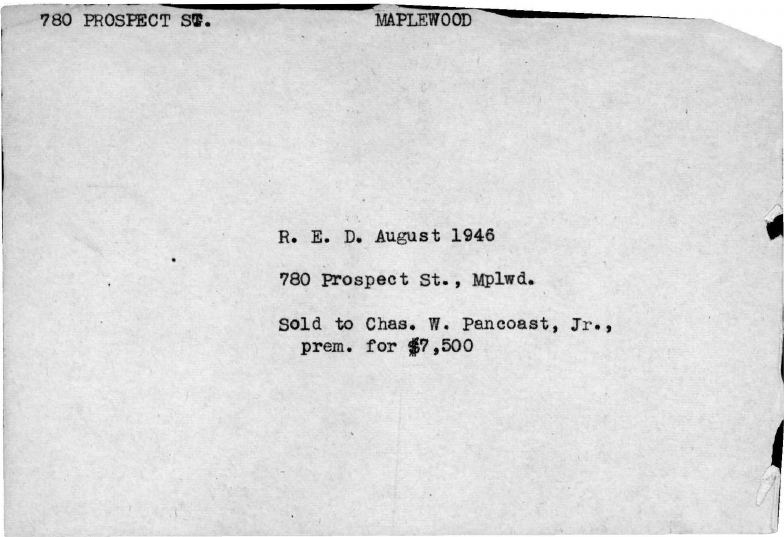 780 PROSPECT ST. MAPLEWOOD
R. E. D. August 1946
780 Prospect St., Mplwd.
Sold to Chas. W. Pancoast, Jr.,
prem. for $7,500